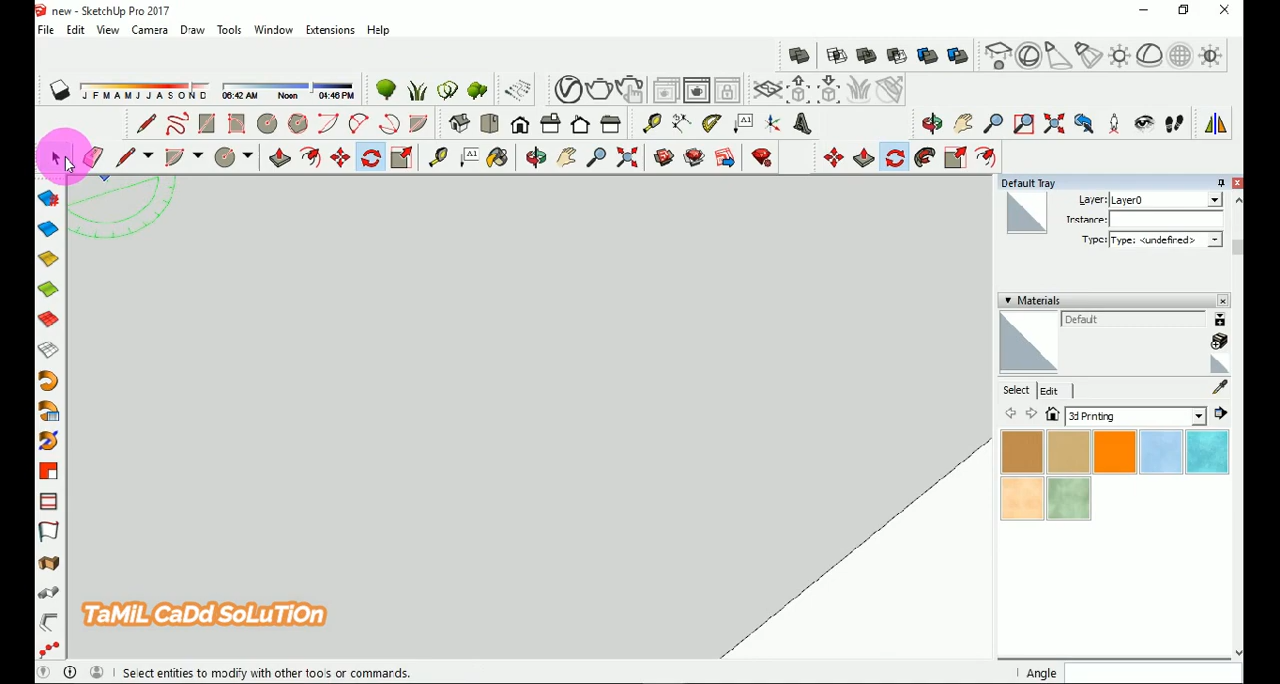 new - SketchUp Pro 2017
File Edit View Camera Draw Tools Window Extensions Help
J F M A M J J A S O N D 06:42 AM Noon 04:46 PM
A1
A1
Default Tray
Layer: Layer0
Instance:
Type: Type: <undefined>
Materials
Default
Select Edit
3d Printing
TaMiL CaDd SoLuTiOn
Select entities to modify with other tools or commands.
Angle